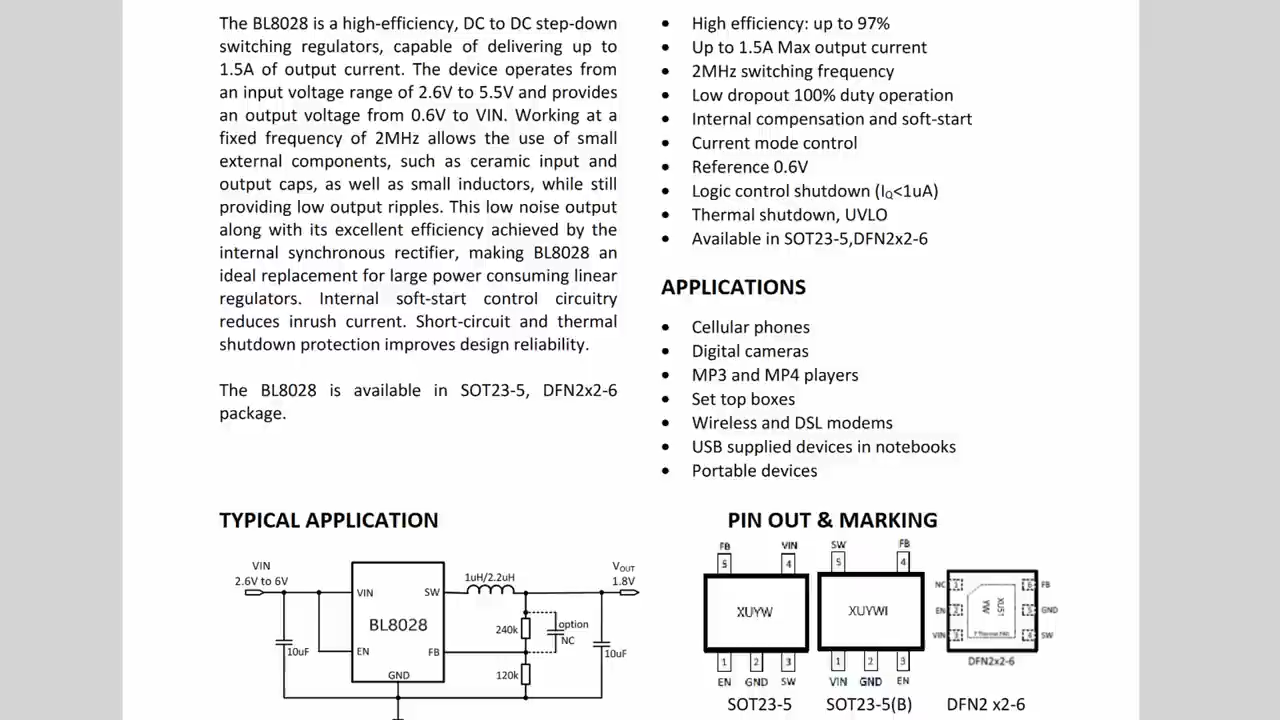 The BL8028 is a high-efficiency, DC to DC step-down
switching regulators, capable of delivering up to
1.5A of output current. The device operates from
an input voltage range of 2.6V to 5.5V and provides
an output voltage from 0.6V to VIN. Working at a
fixed frequency of 2MHz allows the use of small
external components, such as ceramic input and
output caps, as well as small inductors, while still
providing low output ripples. This low noise output
along with its excellent efficiency achieved by the
internal synchronous rectifier, making BL8028 an
ideal replacement for large power consuming linear
regulators. Internal soft-start control circuitry
reduces inrush current. Short-circuit and thermal
shutdown protection improves design reliability.
The BL8028 is available in SOT23-5, DFN2x2-6
package.
• High efficiency: up to 97%
• Up to 1.5A Max output current
• 2MHz switching frequency
• Low dropout 100% duty operation
• Internal compensation and soft-start
• Current mode control
• Reference 0.6V
• Logic control shutdown (IQ<1uA)
• Thermal shutdown, UVLO
• Available in SOT23-5,DFN2x2-6
APPLICATIONS
• Cellular phones
• Digital cameras
• MP3 and MP4 players
• Set top boxes
• Wireless and DSL modems
• USB supplied devices in notebooks
• Portable devices
TYPICAL APPLICATION
VIN
2.6V to 6V
VIN
SW
BL8028
EN
FB
GND
10uF
1uH/2.2uH
VOUT
1.8V
240k
option
NC
120k
10uF
PIN OUT & MARKING
FB VIN
5 4
XUYW
1 2 3
EN GND SW
SOT23-5
SW FB
5 4
XUYWI
1 2 3
VIN GND EN
SOT23-5(B)
NC FB
EN GND
VIN SW
XU51
YW
DFN2x2-6
DFN2 x2-6